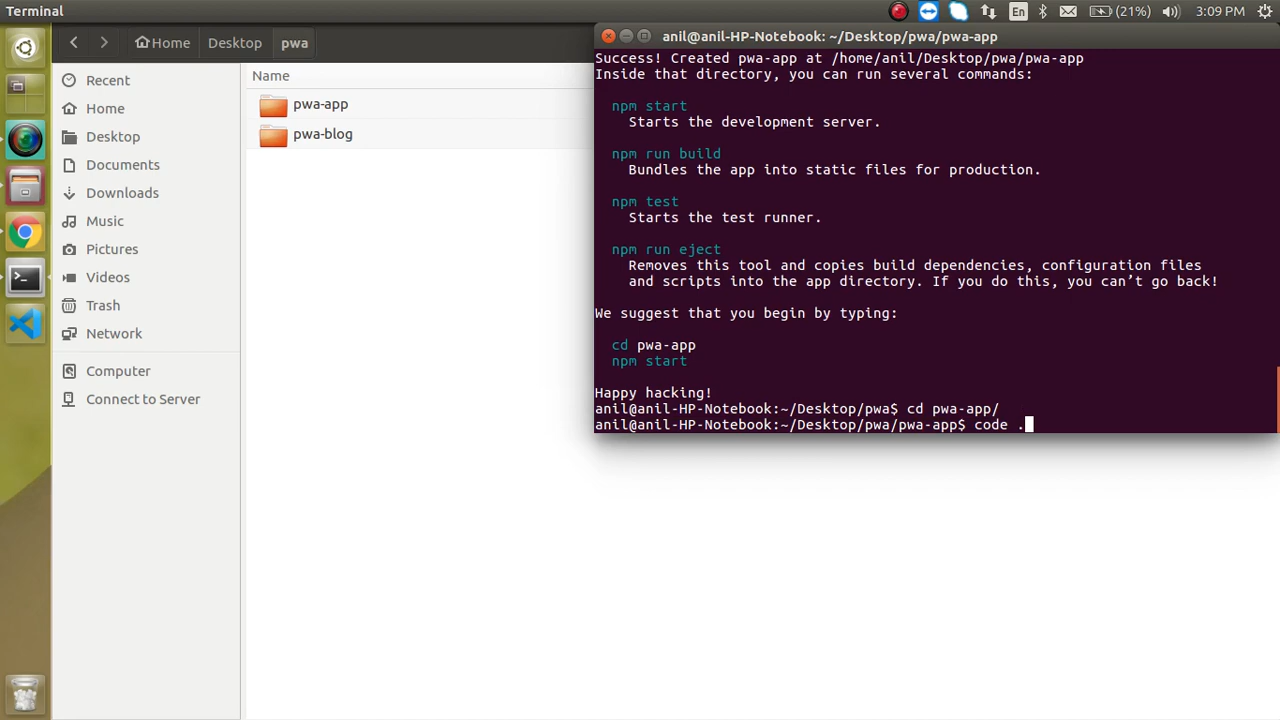 Terminal
En
(21%)
3:09 PM
Home
Desktop
pwa
Recent
Home
Desktop
Documents
Downloads
Music
Pictures
Videos
Trash
Network
Computer
Connect to Server
Name
pwa-app
pwa-blog
anil@anil-HP-Notebook: ~/Desktop/pwa/pwa-app
Success! Created pwa-app at /home/anil/Desktop/pwa/pwa-app
Inside that directory, you can run several commands:
npm start
Starts the development server.
npm run build
Bundles the app into static files for production.
npm test
Starts the test runner.
npm run eject
Removes this tool and copies build dependencies, configuration files
and scripts into the app directory. If you do this, you can’t go back!
We suggest that you begin by typing:
cd pwa-app
npm start
Happy hacking!
anil@anil-HP-Notebook:~/Desktop/pwa$ cd pwa-app/
anil@anil-HP-Notebook:~/Desktop/pwa/pwa-app$ code .